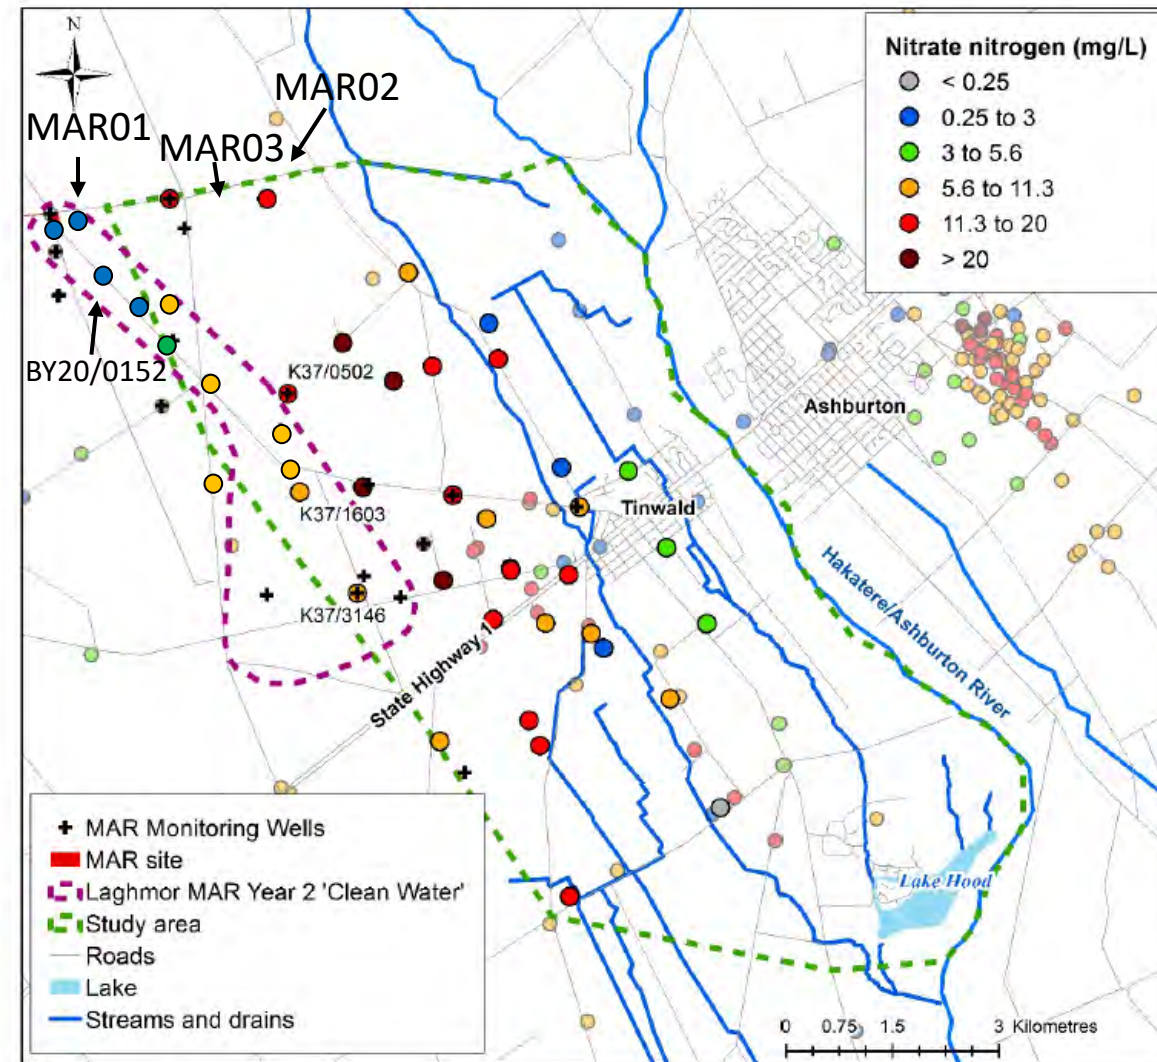 N
MAR01
MAR03
MAR02
BY20/0152
K37/0502
K37/1603
K37/3146
State Highway 1
Tinwald
Ashburton
Hakatere/Ashburton River
Lake Hood
Nitrate nitrogen (mg/L)
< 0.25
0.25 to 3
3 to 5.6
5.6 to 11.3
11.3 to 20
> 20
MAR Monitoring Wells
MAR site
Laghmor MAR Year 2 'Clean Water'
Study area
Roads
Lake
Streams and drains
0 0.75 1.5 3 Kilometres